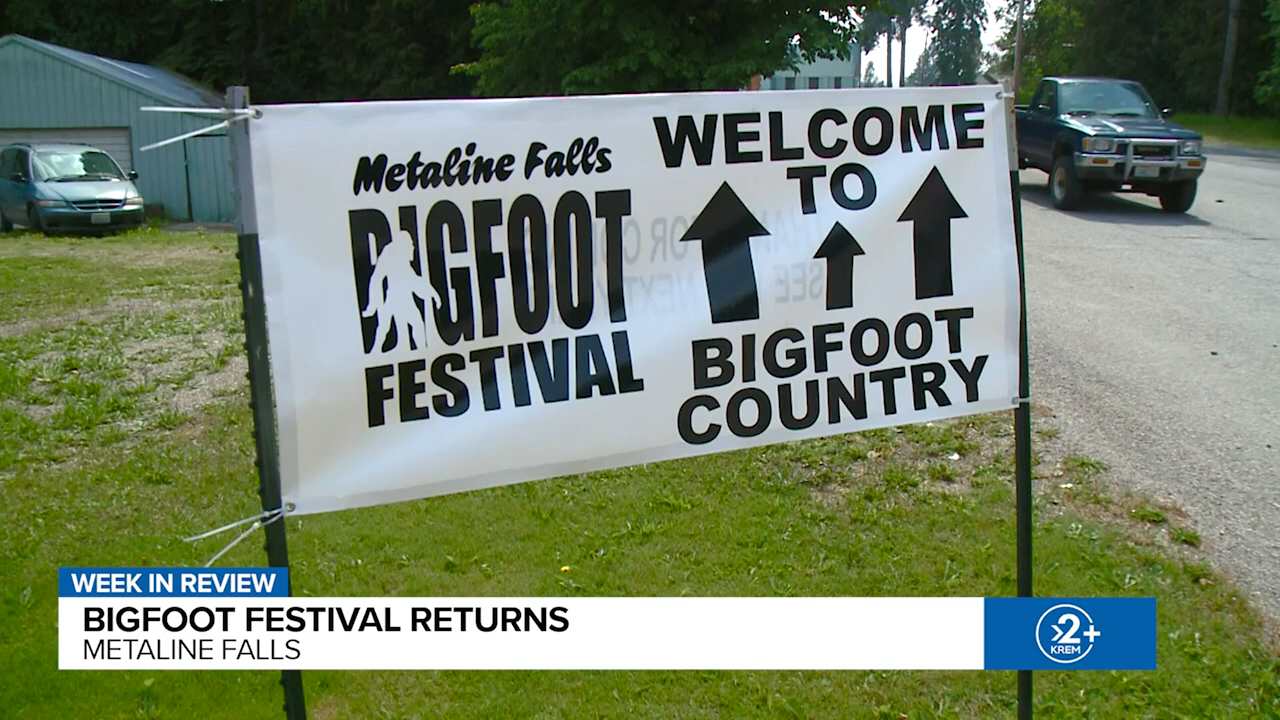 Metaline Falls
BIGFOOT
FESTIVAL
WELCOME
TO
BIGFOOT
COUNTRY
WEEK IN REVIEW
BIGFOOT FESTIVAL RETURNS
METALINE FALLS
2+
KREM